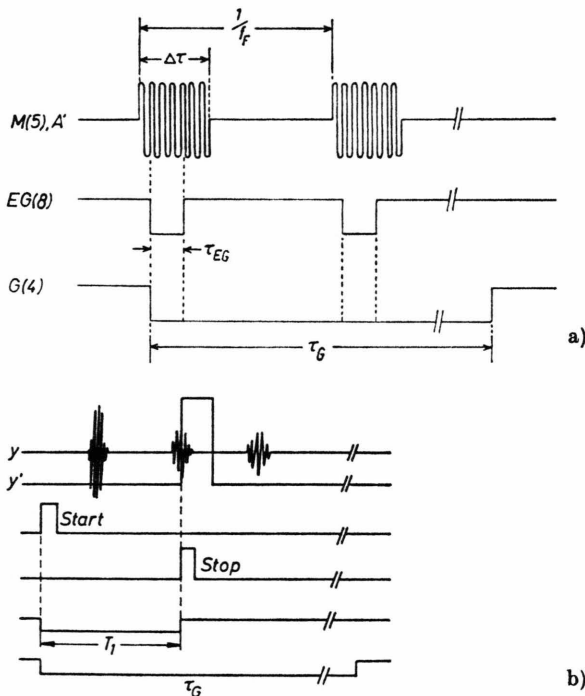 1/f_F
Δτ
M(5), A'
EG(8)
τ_EG
G(4)
τ_G
a)
y
y'
Start
Stop
T_1
τ_G
b)